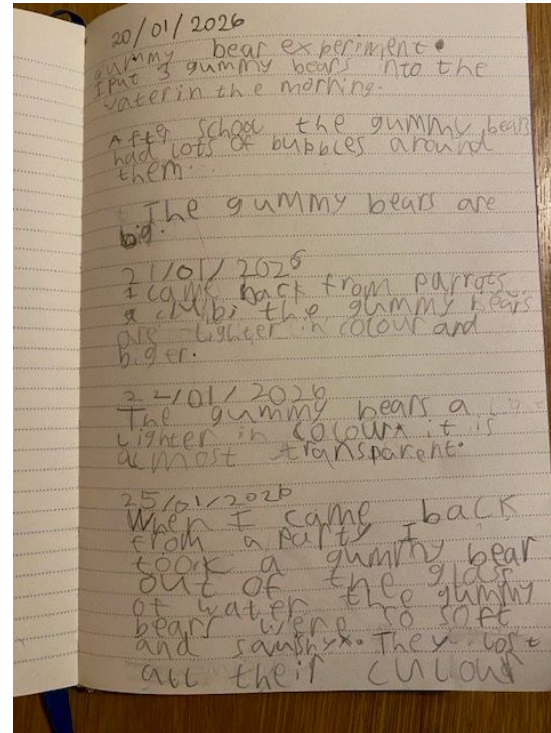 20/01/2026
gummy bear experiment.
I put 3 gummy bears into the
water in the morning.
After school the gummy bears
had lots of bubbles around
them.
The gummy bears are
big.
21/01/2026
I came back from parrots
club: the gummy bears
are lighter in colour and
biger.
22/01/2026
The gummy bears a
lighter in colour it is
almost transparent.
25/01/2026
When I came back
from a party I
took a gummy bear
out of the glass
of water the gummy
bears were so soft
and squshy. They lost
all their culour